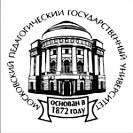 МОСКОВСКИЙ ПЕДАГОГИЧЕСКИЙ ГОСУДАРСТВЕННЫЙ УНИВЕРСИТЕТ
ОСНОВАН В
1872 ГОДУ